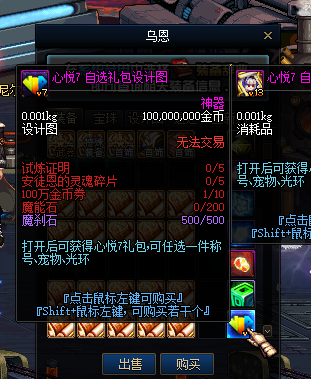 乌恩
心悦7 自选礼包设计图
v7
神器
0.001kg
100,000,000金币
设计图
无法交易
试炼证明 0/5
安徒恩的灵魂碎片 0/5
100万金币券 1/10
魔能石 0/200
魔刹石 500/500
打开后可获得心悦7礼包,可任选一件称
号、宠物、光环
『点击鼠标左键可购买』
『Shift+鼠标左键, 可购买若干个』
心悦7
v13
0.001kg
消耗品
打开后可获得
、宠物、光环
『点击
『Shift+鼠
出售
购买